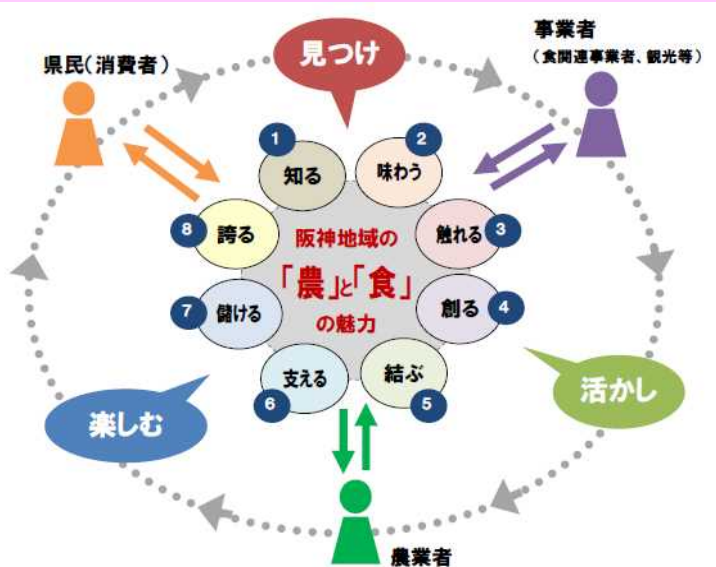 見つけ
事業者
(食関連事業者、観光等)
県民(消費者)
1
知る
2
味わう
触れる
3
創る
4
結ぶ
5
支える
6
儲ける
7
誇る
8
阪神地域の
「農」と「食」
の魅力
活かし
楽しむ
農業者